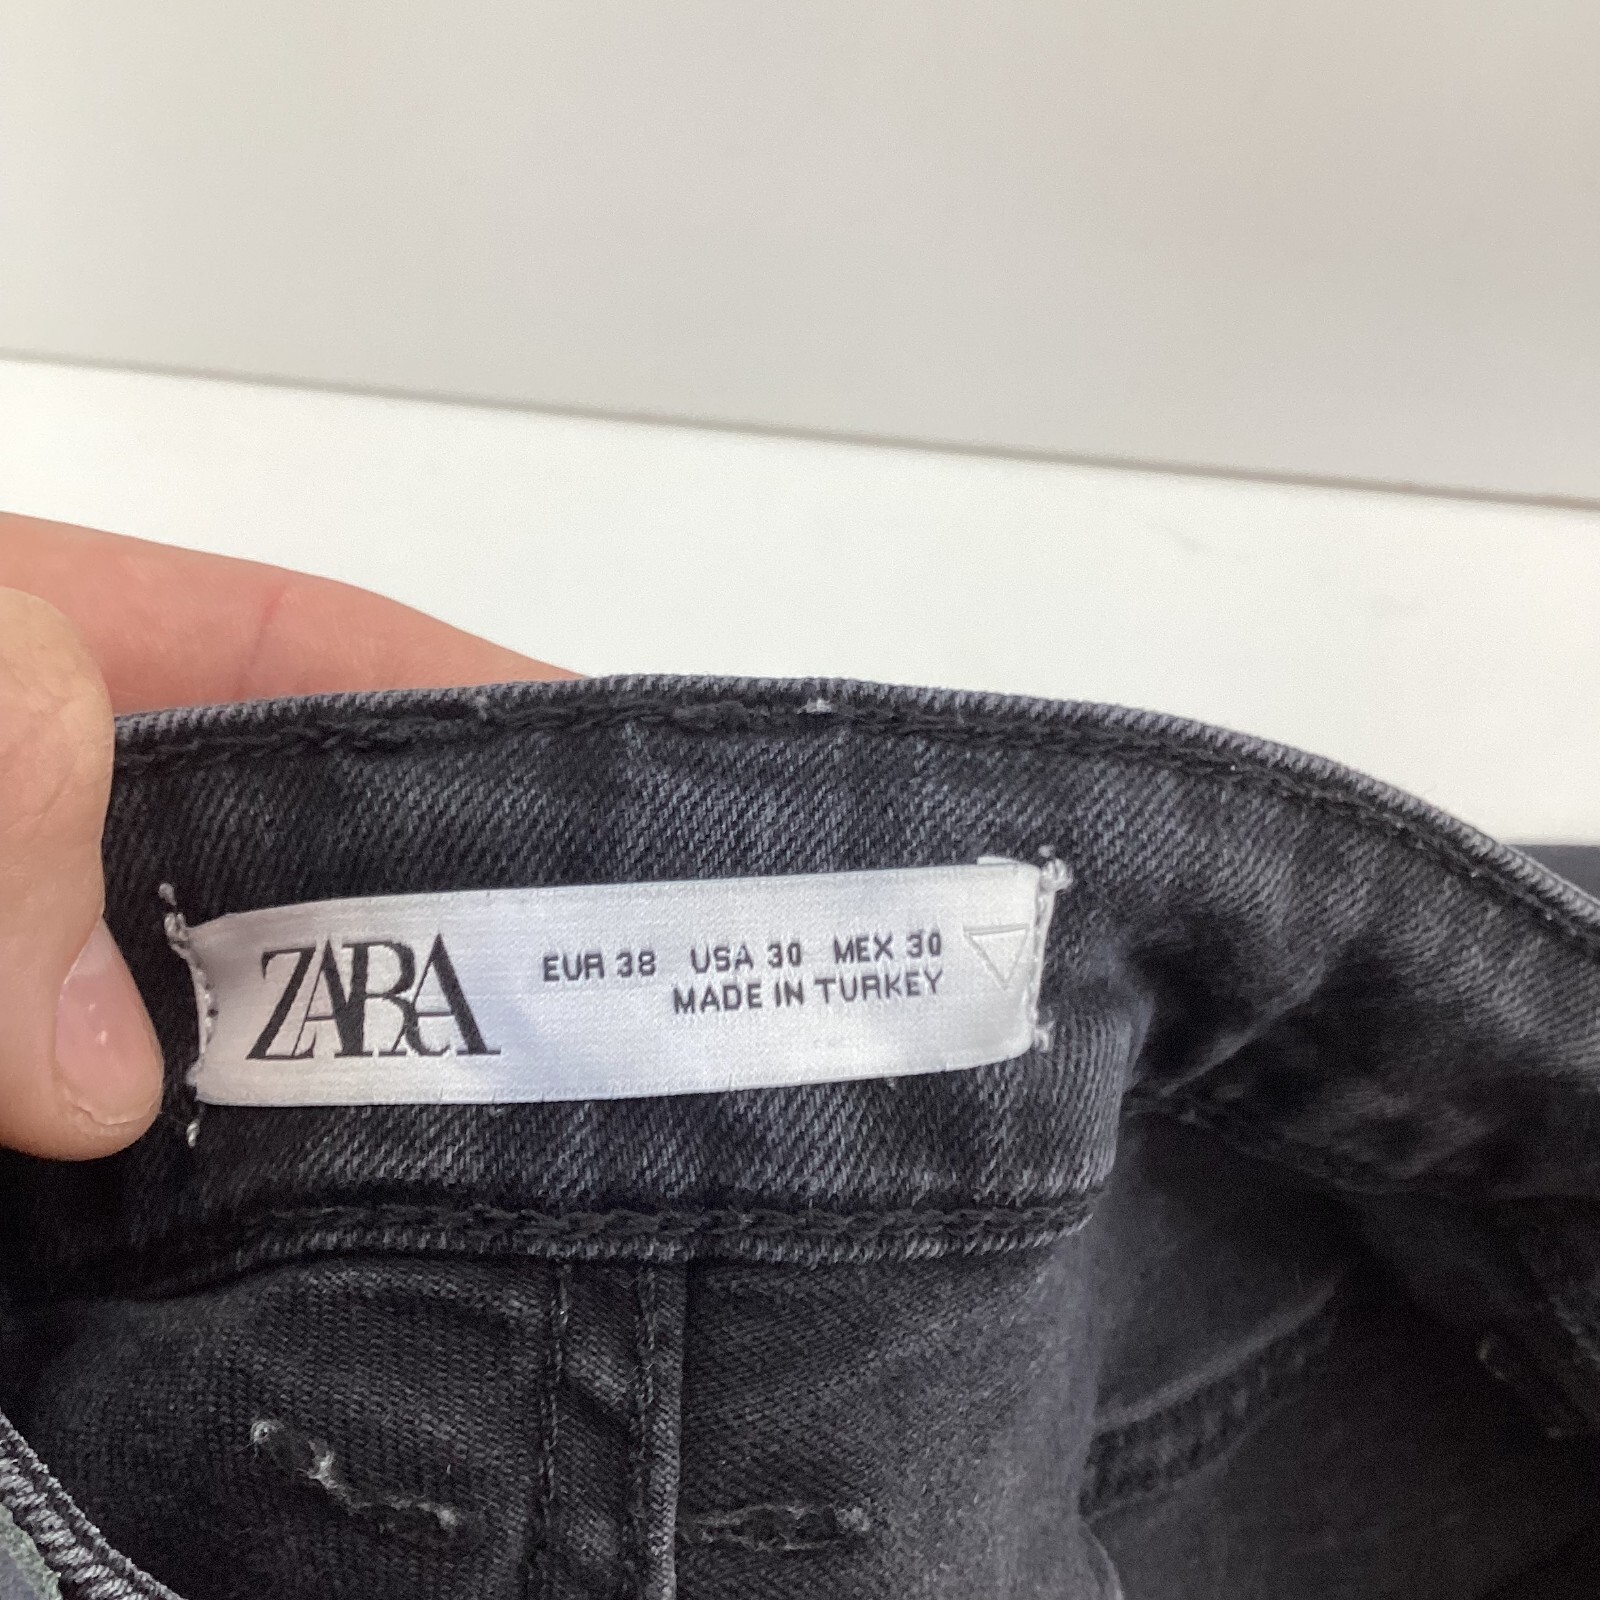 ZARA
EUR 38 USA 30 MEX 30
MADE IN TURKEY